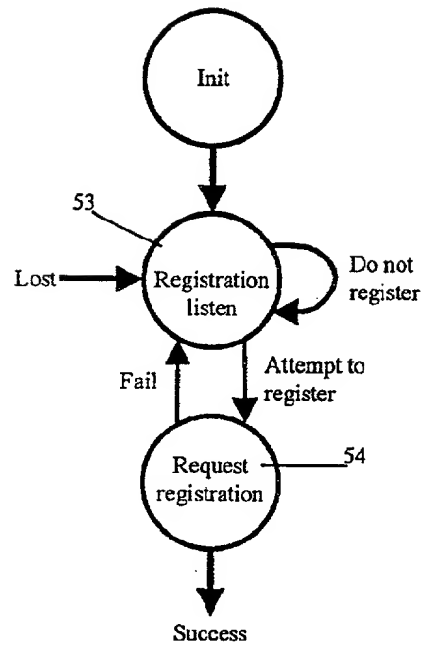 Init
53
Lost
Registration
listen
Do not
register
Fail
Attempt to
register
Request
registration
54
Success